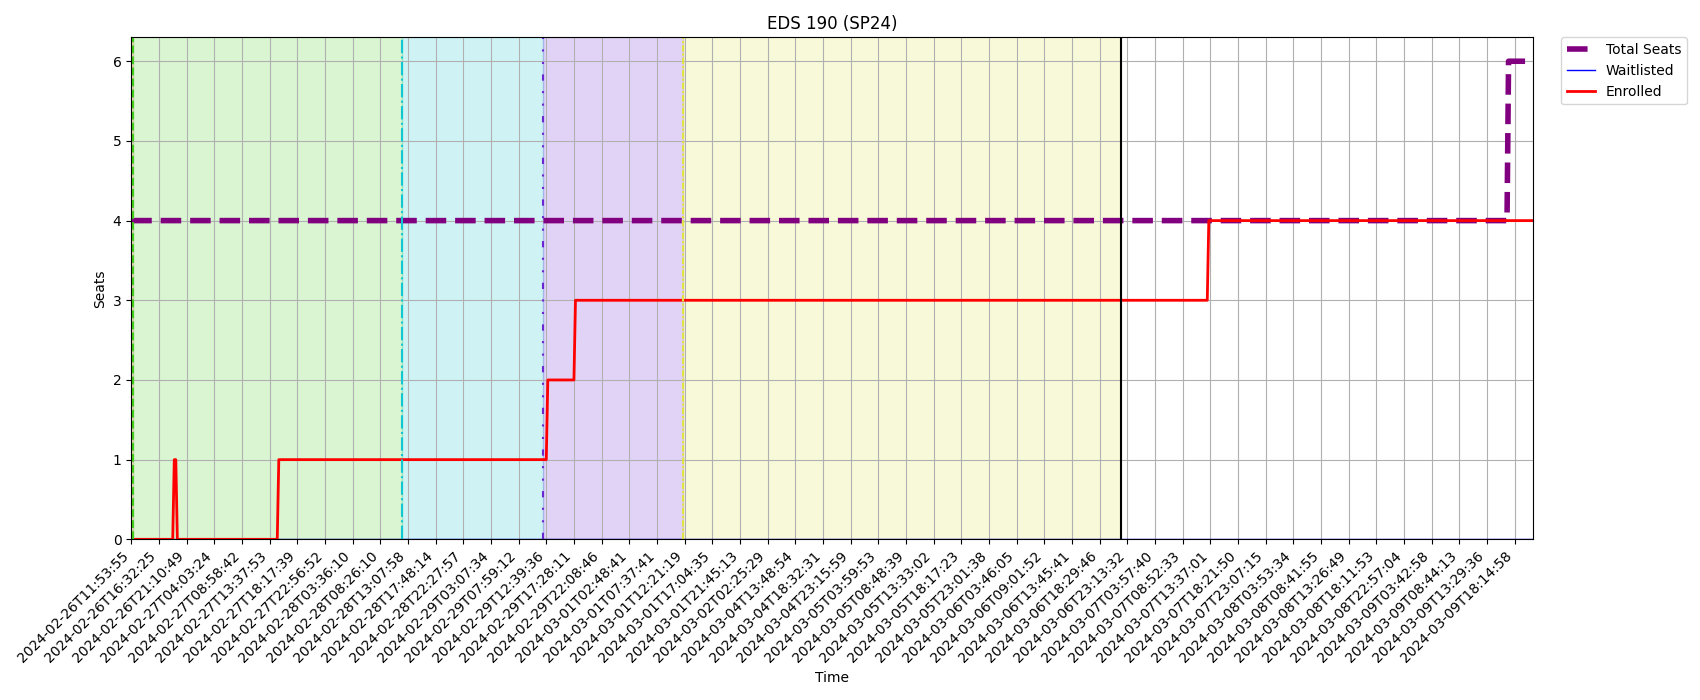 EDS 190 (SP24)
Total Seats
Waitlisted
Enrolled
6
5
4
3
2
1
0
Seats
2024-02-26T11:53:55
2024-02-26T16:32:25
2024-02-26T21:10:49
2024-02-27T04:03:24
2024-02-27T08:58:42
2024-02-27T13:37:53
2024-02-27T18:17:39
2024-02-27T22:56:52
2024-02-28T03:36:10
2024-02-28T08:26:10
2024-02-28T13:07:58
2024-02-28T17:48:14
2024-02-28T22:27:57
2024-02-29T03:07:34
2024-02-29T07:59:12
2024-02-29T12:39:36
2024-02-29T17:28:11
2024-02-29T22:08:46
2024-03-01T02:48:41
2024-03-01T07:37:41
2024-03-01T12:21:19
2024-03-01T17:04:35
2024-03-01T21:45:13
2024-03-02T02:25:29
2024-03-04T13:48:54
2024-03-04T18:32:31
2024-03-04T23:15:59
2024-03-05T03:59:53
2024-03-05T08:48:39
2024-03-05T13:33:02
2024-03-05T18:17:23
2024-03-05T23:01:38
2024-03-06T03:46:05
2024-03-06T09:01:52
2024-03-06T13:45:41
2024-03-06T18:29:46
2024-03-06T23:13:32
2024-03-07T03:57:40
2024-03-07T08:52:33
2024-03-07T13:37:01
2024-03-07T18:21:50
2024-03-07T23:07:15
2024-03-08T03:53:34
2024-03-08T08:41:55
2024-03-08T13:26:49
2024-03-08T18:11:53
2024-03-08T22:57:04
2024-03-09T03:42:58
2024-03-09T08:44:13
2024-03-09T13:29:36
2024-03-09T18:14:58
Time